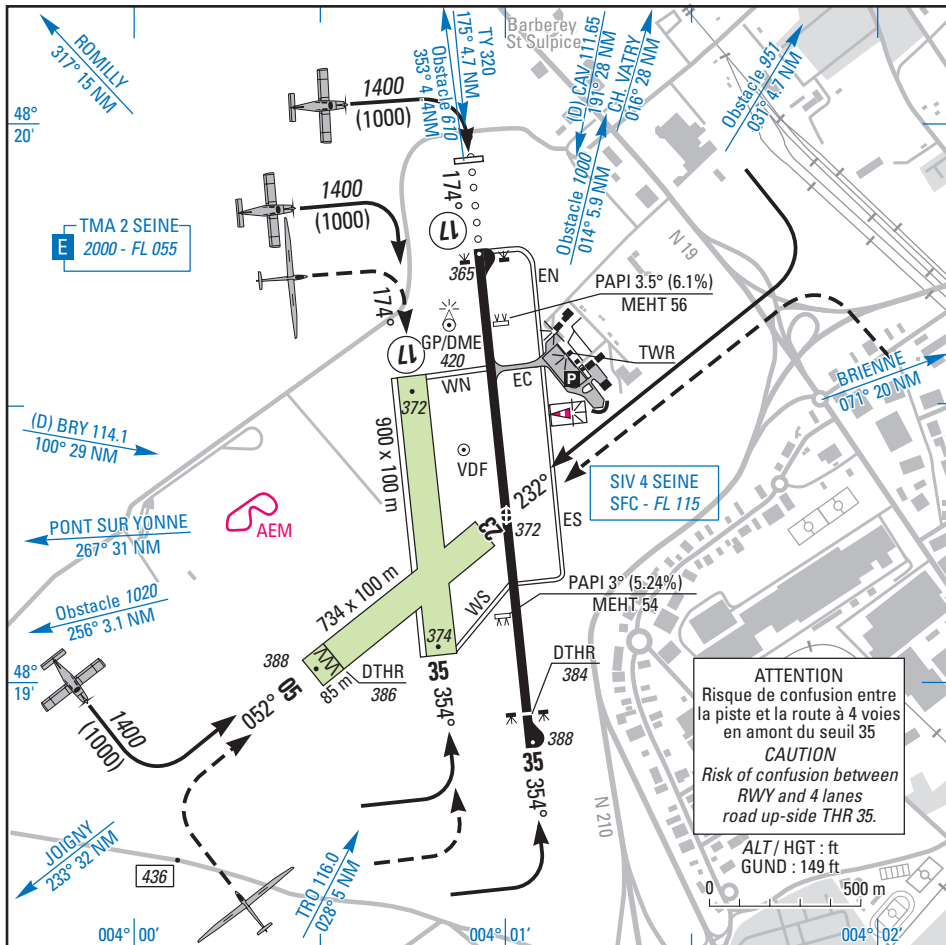 ROMILLY
317° 15 NM
48°
20'
1400
(1000)
TY 320
175° 4.7 NM
Obstacle 610
353° 4.4NM
Barberey
St Sulpice
(D) CAV 111.65
191° 28 NM
CH. VATRY
016° 28 NM
Obstacle 1000
014° 5.9 NM
Obstacle 951
031° 4.7 NM
N 19
TMA 2 SEINE
E
2000 - FL 055
1400
(1000)
174°
17
174°
17
365
EN
PAPI 3.5° (6.1%)
MEHT 56
GP/DME
420
TWR
WN
EC
P
BRIENNE
071° 20 NM
372
900 x 100 m
(D) BRY 114.1
100° 29 NM
VDF
AEM
232°
23
372
ES
SIV 4 SEINE
SFC - FL 115
PONT SUR YONNE
267° 31 NM
Obstacle 1020
256° 3.1 NM
734 x 100 m
WS
PAPI 3° (5.24%)
MEHT 54
48°
19'
388
374
85 m
DTHR
386
DTHR
384
052°
05
35
354°
388
35
354°
1400
(1000)
N 210
ATTENTION
Risque de confusion entre
la piste et la route à 4 voies
en amont du seuil 35
CAUTION
Risk of confusion between
RWY and 4 lanes
road up-side THR 35.
ALT / HGT : ft
GUND : 149 ft
0 500 m
JOIGNY
233° 32 NM
436
TRO 116.0
028° 5 NM
004° 00'
004° 01'
004° 02'